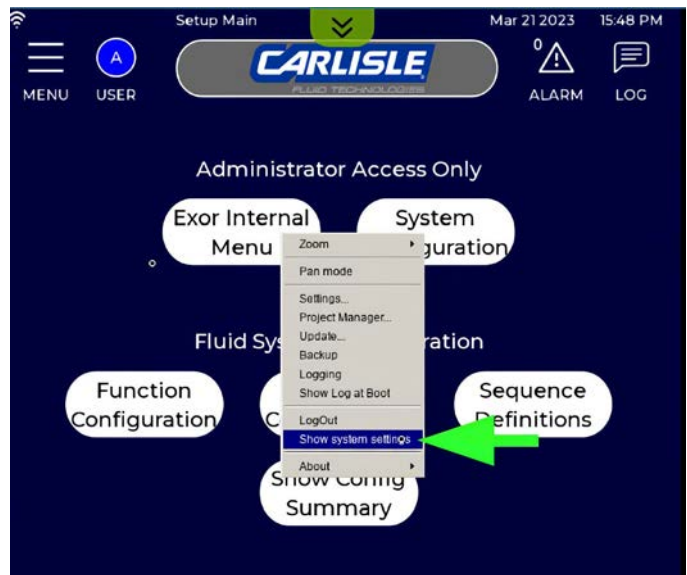 Setup Main
Mar 21 2023 15:48 PM
MENU
A
USER
CARLISLE
FLUID TECHNOLOGIES
0
ALARM
LOG
Administrator Access Only
Exor Internal
Menu
System
guration
Zoom
Pan mode
Settings...
Project Manager...
Update...
Backup
Logging
Show Log at Boot
LogOut
Show system settings
About
Fluid Sys
ration
Function
Configuration
C
Sequence
Definitions
Show Config
Summary